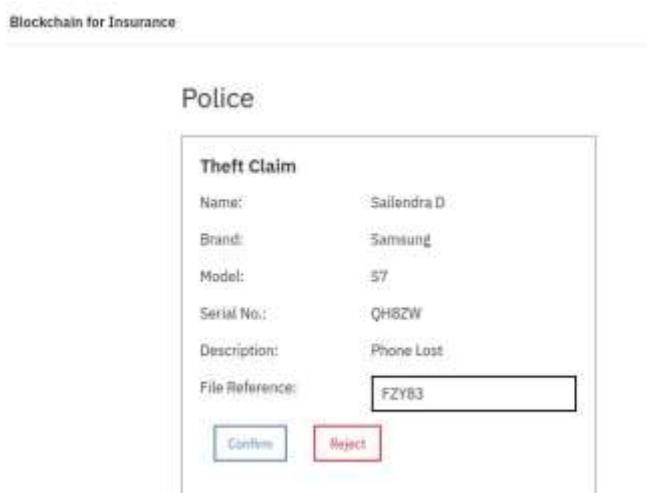 Blockchain for Insurance
Police
Theft Claim
Name: Sailendra D
Brand: Samsung
Model: S7
Serial No.: QH8ZW
Description: Phone Lost
File Reference: FZY83
Confirm Reject